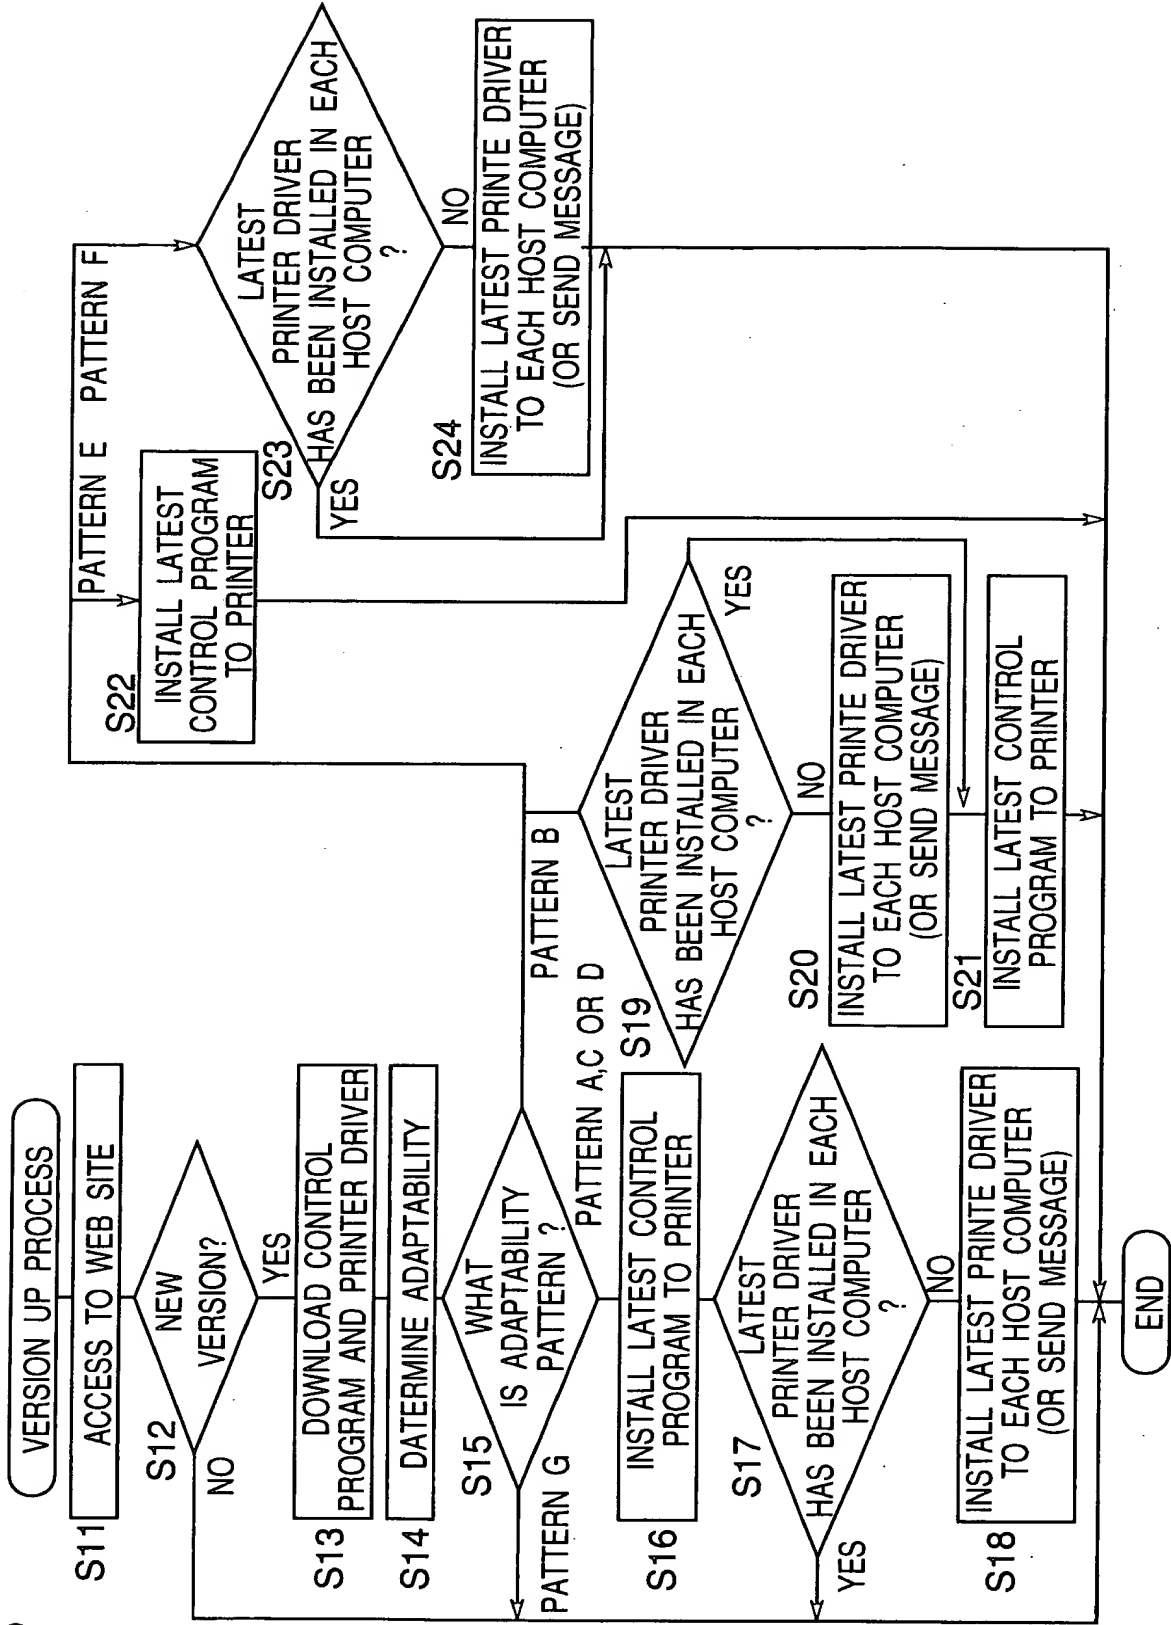 VERSION UP PROCESS
S11
ACCESS TO WEB SITE
S12
NEW
VERSION?
NO
YES
S13
DOWNLOAD CONTROL
PROGRAM AND PRINTER DRIVER
S14
DATERMINE ADAPTABILITY
S15
WHAT
IS ADAPTABILITY
PATTERN ?
PATTERN G
PATTERN B
PATTERN A,C OR D
S16
INSTALL LATEST CONTROL
PROGRAM TO PRINTER
S17
LATEST
PRINTER DRIVER
HAS BEEN INSTALLED IN EACH
HOST COMPUTER
?
YES
NO
S18
INSTALL LATEST PRINTE DRIVER
TO EACH HOST COMPUTER
(OR SEND MESSAGE)
END
S19
LATEST
PRINTER DRIVER
HAS BEEN INSTALLED IN EACH
HOST COMPUTER
?
YES
NO
S20
INSTALL LATEST PRINTE DRIVER
TO EACH HOST COMPUTER
(OR SEND MESSAGE)
S21
INSTALL LATEST CONTROL
PROGRAM TO PRINTER
PATTERN E
PATTERN F
S22
INSTALL LATEST
CONTROL PROGRAM
TO PRINTER
S23
LATEST
PRINTER DRIVER
HAS BEEN INSTALLED IN EACH
HOST COMPUTER
?
YES
NO
S24
INSTALL LATEST PRINTE DRIVER
TO EACH HOST COMPUTER
(OR SEND MESSAGE)